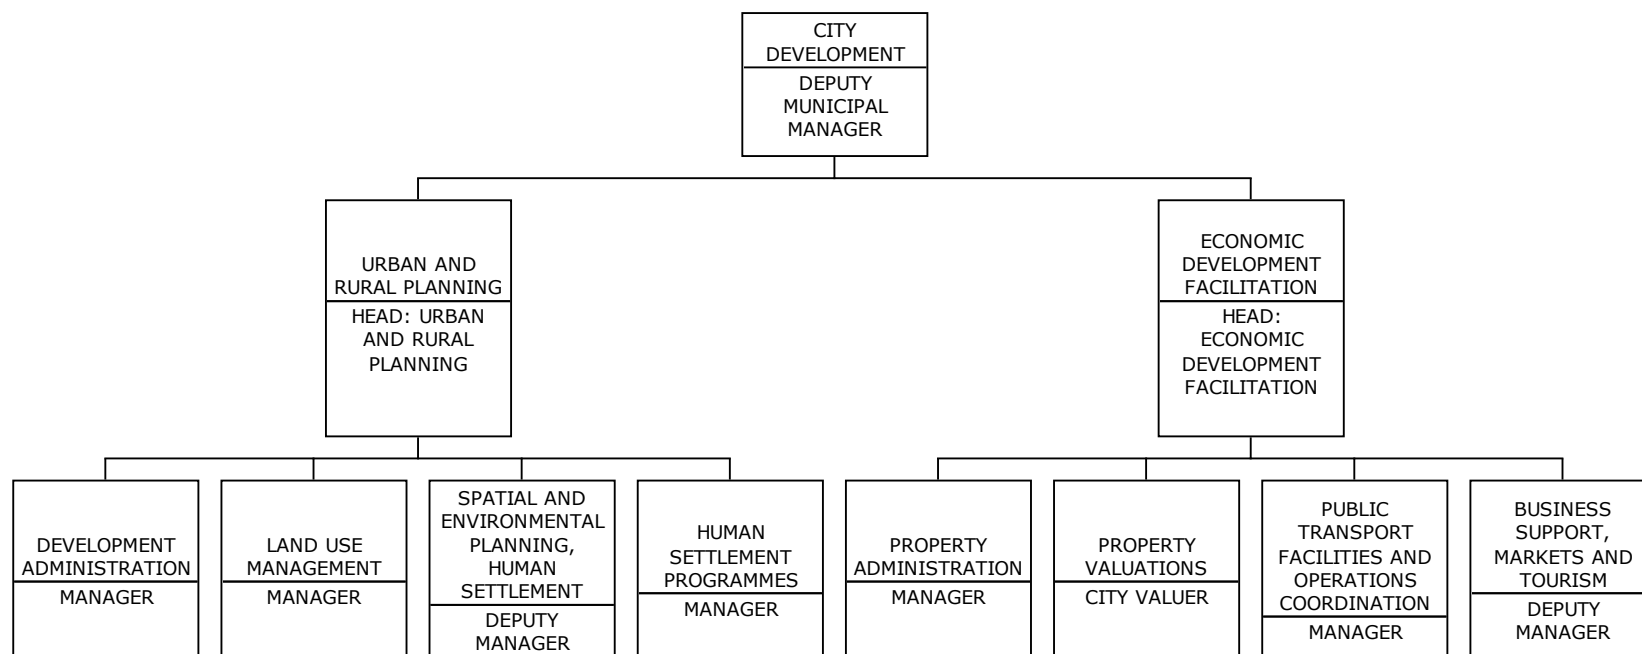 CITY
DEVELOPMENT
DEPUTY
MUNICIPAL
MANAGER
URBAN AND
RURAL PLANNING
HEAD: URBAN
AND RURAL
PLANNING
ECONOMIC
DEVELOPMENT
FACILITATION
HEAD:
ECONOMIC
DEVELOPMENT
FACILITATION
DEVELOPMENT
ADMINISTRATION
MANAGER
LAND USE
MANAGEMENT
MANAGER
SPATIAL AND
ENVIRONMENTAL
PLANNING,
HUMAN
SETTLEMENT
DEPUTY
MANAGER
HUMAN
SETTLEMENT
PROGRAMMES
MANAGER
PROPERTY
ADMINISTRATION
MANAGER
PROPERTY
VALUATIONS
CITY VALUER
PUBLIC
TRANSPORT
FACILITIES AND
OPERATIONS
COORDINATION
MANAGER
BUSINESS
SUPPORT,
MARKETS AND
TOURISM
DEPUTY
MANAGER